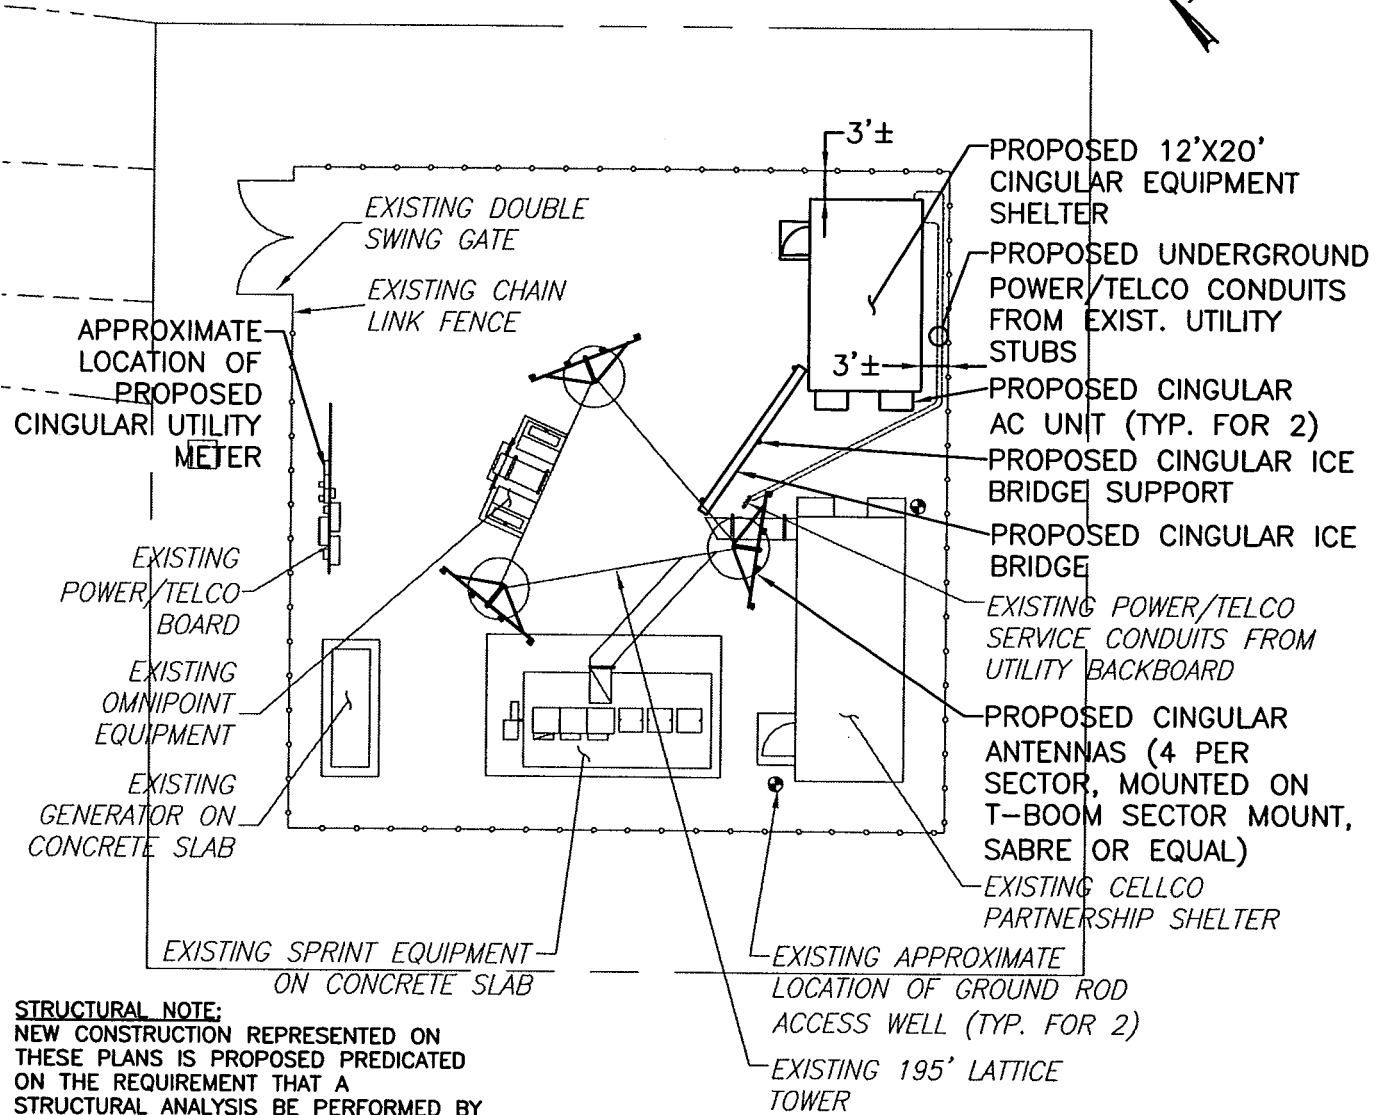 3'±
PROPOSED 12'X20'
CINGULAR EQUIPMENT
SHELTER
EXISTING DOUBLE
SWING GATE
PROPOSED UNDERGROUND
POWER/TELCO CONDUITS
FROM EXIST. UTILITY
STUBS
EXISTING CHAIN
LINK FENCE
APPROXIMATE
LOCATION OF
PROPOSED
CINGULAR UTILITY
METER
3'±
PROPOSED CINGULAR
AC UNIT (TYP. FOR 2)
PROPOSED CINGULAR ICE
BRIDGE SUPPORT
PROPOSED CINGULAR ICE
BRIDGE
EXISTING
POWER/TELCO
BOARD
EXISTING POWER/TELCO
SERVICE CONDUITS FROM
UTILITY BACKBOARD
EXISTING
OMNIPOINT
EQUIPMENT
PROPOSED CINGULAR
ANTENNAS (4 PER
SECTOR, MOUNTED ON
T-BOOM SECTOR MOUNT,
SABRE OR EQUAL)
EXISTING
GENERATOR ON
CONCRETE SLAB
EXISTING CELLCO
PARTNERSHIP SHELTER
EXISTING SPRINT EQUIPMENT
ON CONCRETE SLAB
EXISTING APPROXIMATE
LOCATION OF GROUND ROD
ACCESS WELL (TYP. FOR 2)
EXISTING 195' LATTICE
TOWER
STRUCTURAL NOTE:
NEW CONSTRUCTION REPRESENTED ON
THESE PLANS IS PROPOSED PREDICATED
ON THE REQUIREMENT THAT A
STRUCTURAL ANALYSIS BE PERFORMED BY